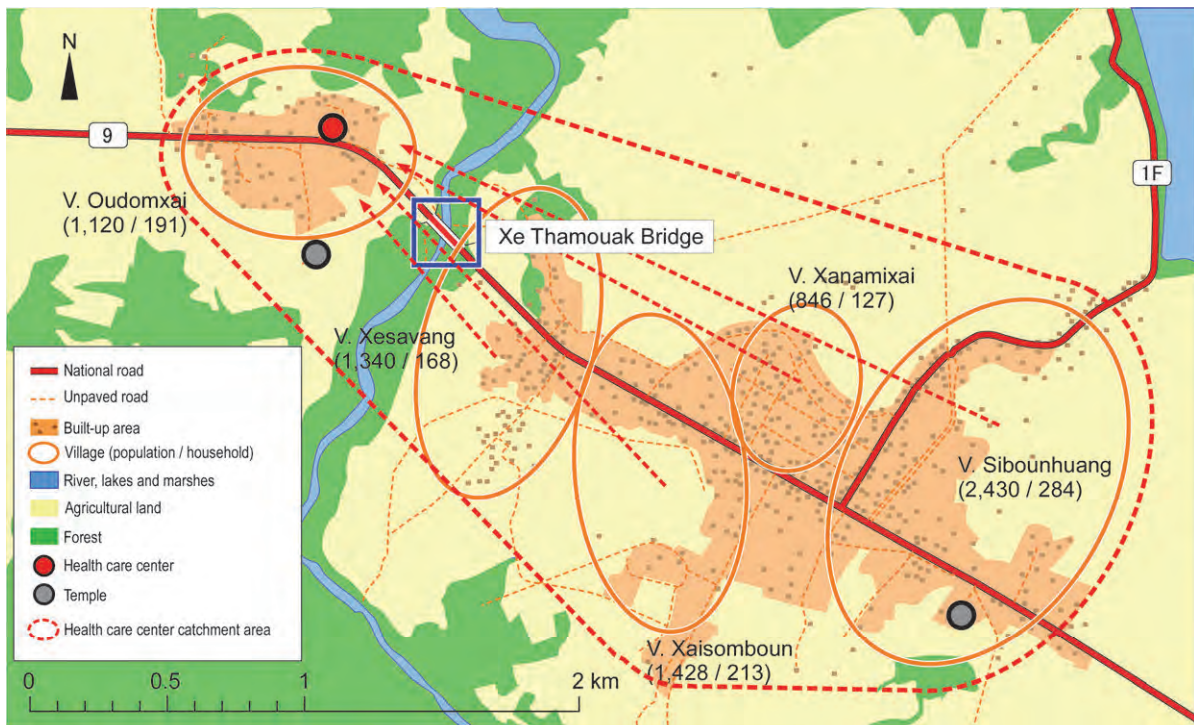 N
9
1F
V. Oudomxai
(1,120 / 191)
Xe Thamouak Bridge
V. Xanamixai
(846 / 127)
V. Xesavang
(1,340 / 168)
V. Sibounhuang
(2,430 / 284)
V. Xaisomboun
(1,428 / 213)
National road
Unpaved road
Built-up area
Village (population / household)
River, lakes and marshes
Agricultural land
Forest
Health care center
Temple
Health care center catchment area
0 0.5 1 2 km